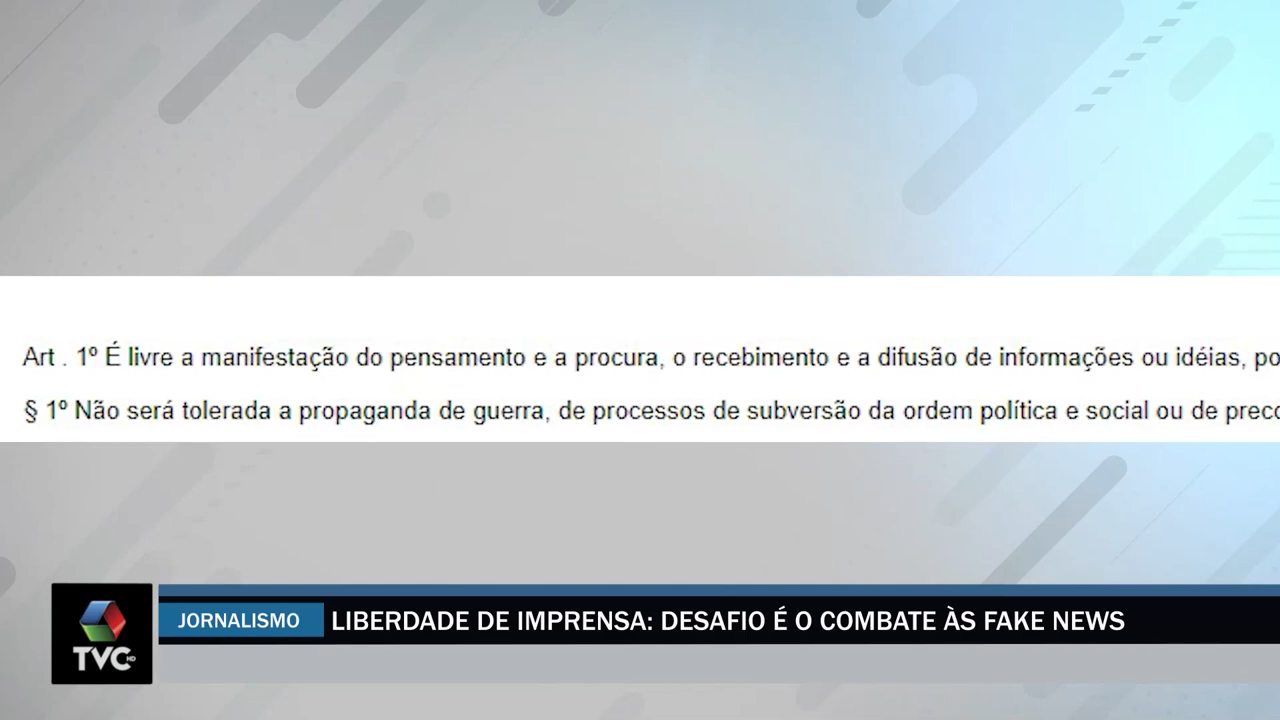 Art . 1º É livre a manifestação do pensamento e a procura, o recebimento e a difusão de informações ou idéias, po
§ 1º Não será tolerada a propaganda de guerra, de processos de subversão da ordem política e social ou de preco
JORNALISMO LIBERDADE DE IMPRENSA: DESAFIO É O COMBATE ÀS FAKE NEWS
TVC HD